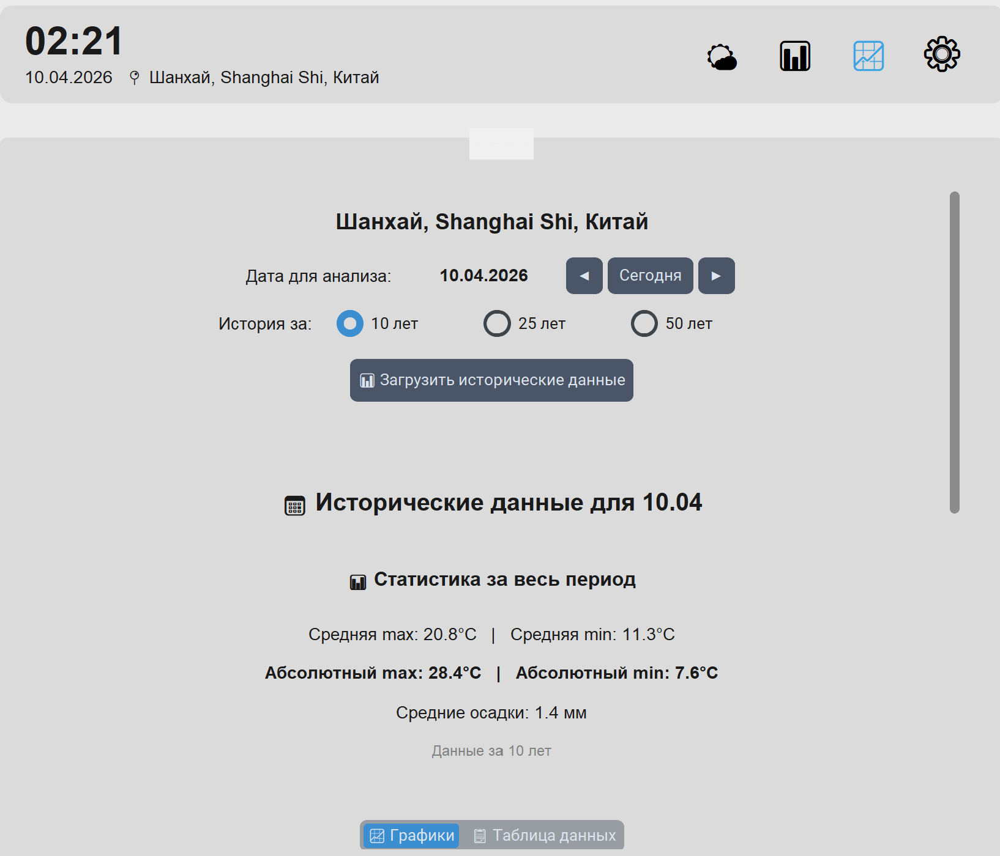 02:21
10.04.2026 Шанхай, Shanghai Shi, Китай
Шанхай, Shanghai Shi, Китай
Дата для анализа: 10.04.2026 ◄ Сегодня ►
История за: 10 лет 25 лет 50 лет
Загрузить исторические данные
Исторические данные для 10.04
Статистика за весь период
Средняя max: 20.8°C | Средняя min: 11.3°C
Абсолютный max: 28.4°C | Абсолютный min: 7.6°C
Средние осадки: 1.4 мм
Данные за 10 лет
Графики Таблица данных